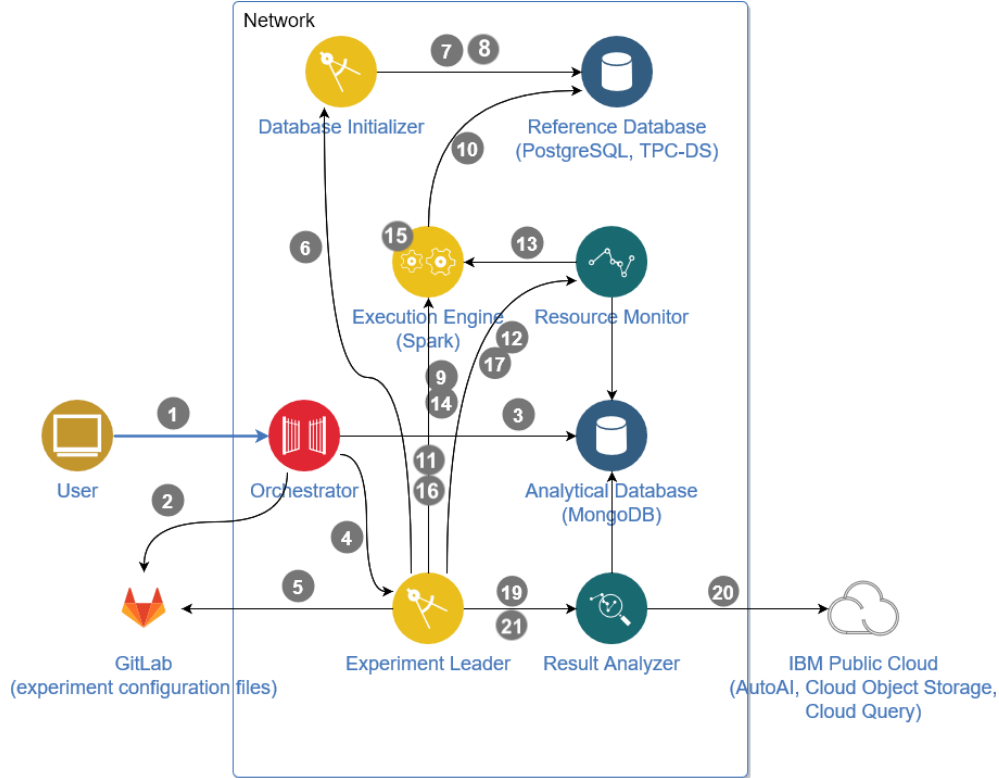 Network
7
8
Database Initializer
Reference Database
(PostgreSQL, TPC-DS)
10
6
15
13
Execution Engine
(Spark)
Resource Monitor
12
17
9
14
1
3
11
16
User
Orchestrator
Analytical Database
(MongoDB)
2
4
5
19
21
20
GitLab
(experiment configuration files)
Experiment Leader
Result Analyzer
IBM Public Cloud
(AutoAI, Cloud Object Storage,
Cloud Query)